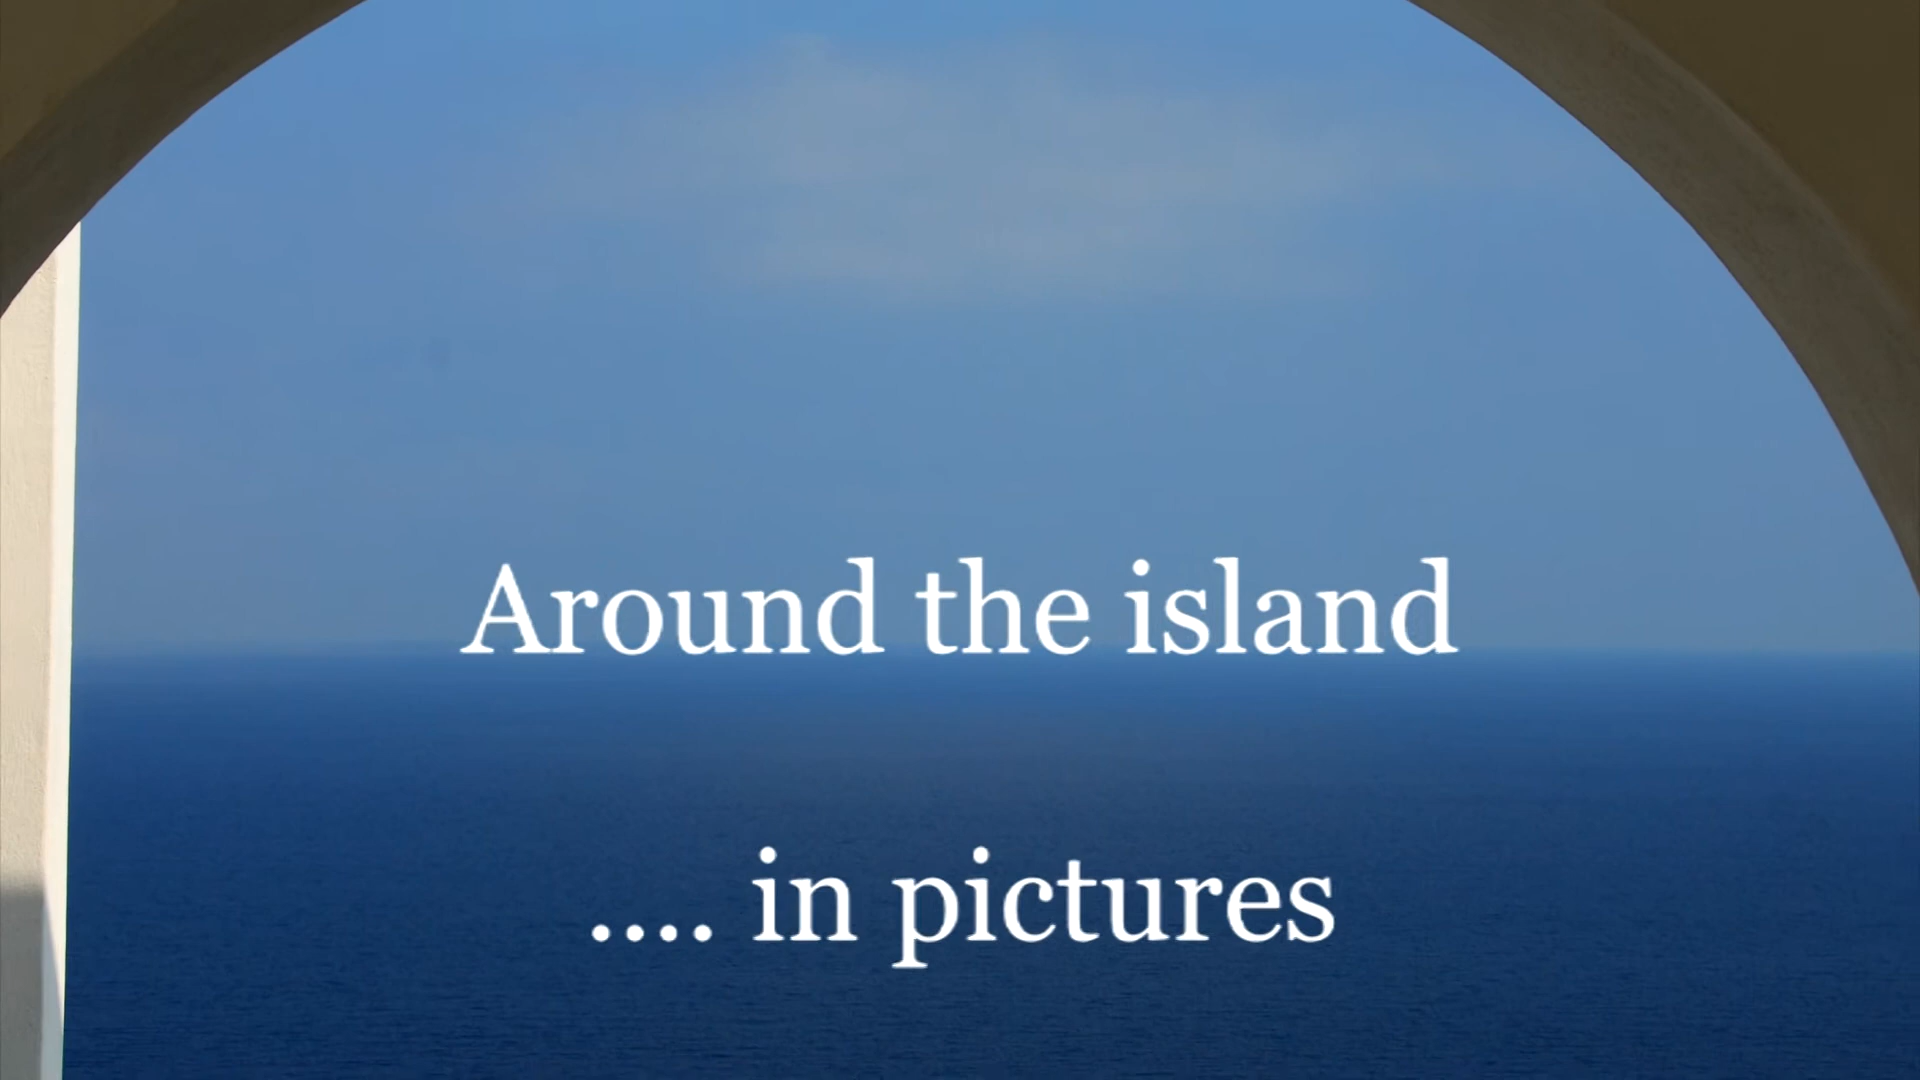 Around the island
.... in pictures